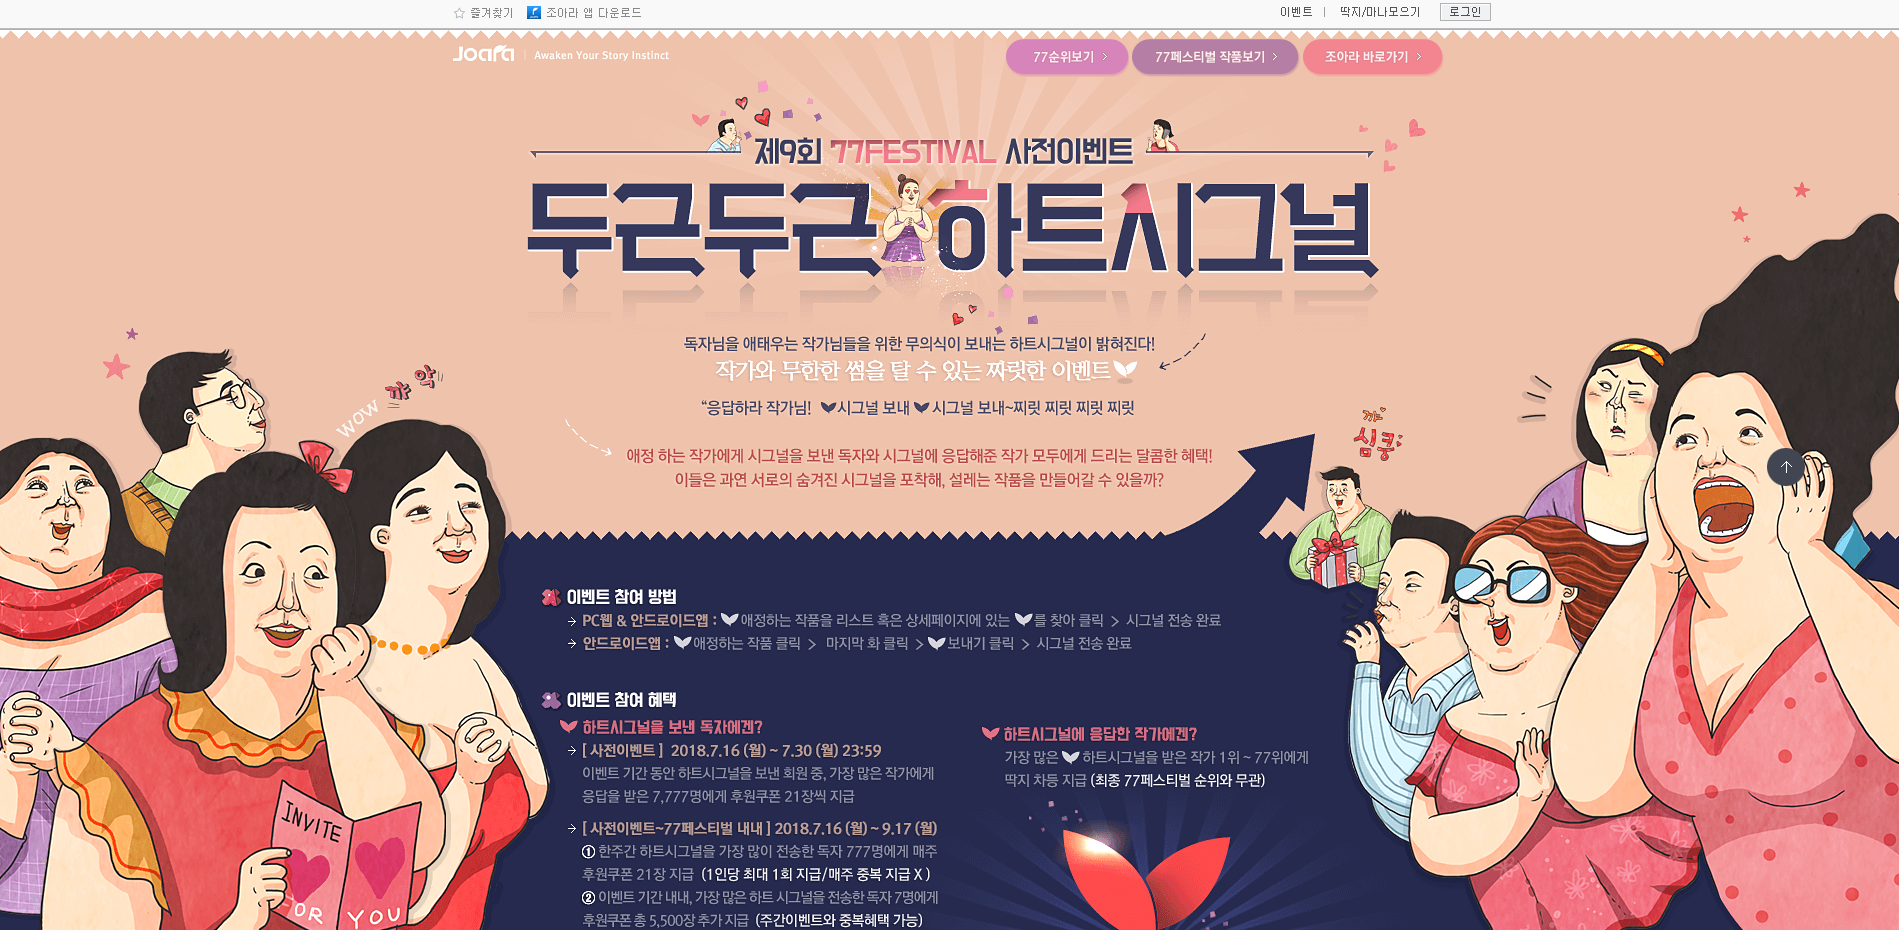 즐겨찾기 조아라 앱 다운로드 이벤트 | 딱지/마나모으기 로그인
JOARA | Awaken Your Story Instinct
77순위보기 77페스티벌 작품보기 조아라 바로가기
제9회 77FESTIVAL 사전이벤트
두근두근 하트시그널
독자님을 애태우는 작가님들을 위한 무의식이 보내는 하트시그널이 밝혀진다!
작가와 무한한 썸을 탈 수 있는 짜릿한 이벤트
“응답하라 작가님! 시그널 보내 시그널 보내~찌릿 찌릿 찌릿 찌릿
애정 하는 작가에게 시그널을 보낸 독자와 시그널에 응답해준 작가 모두에게 드리는 달콤한 혜택!
이들은 과연 서로의 숨겨진 시그널을 포착해, 설레는 작품을 만들어갈 수 있을까?
꺄악
wow
까~
심쿵
이벤트 참여 방법
PC웹 & 안드로이드앱 : 애정하는 작품을 리스트 혹은 상세페이지에 있는 를 찾아 클릭 > 시그널 전송 완료
안드로이드앱 : 애정하는 작품 클릭 > 마지막 화 클릭 > 보내기 클릭 > 시그널 전송 완료
이벤트 참여 혜택
하트시그널을 보낸 독자에겐?
[ 사전이벤트 ] 2018.7.16 (월) ~ 7.30 (월) 23:59
이벤트 기간 동안 하트시그널을 보낸 회원 중, 가장 많은 작가에게
응답을 받은 7,777명에게 후원쿠폰 21장씩 지급
[ 사전이벤트~77페스티벌 내내 ] 2018.7.16 (월) ~ 9.17 (월)
① 한주간 하트시그널을 가장 많이 전송한 독자 777명에게 매주
후원쿠폰 21장 지급 (1인당 최대 1회 지급/매주 중복 지급 X )
② 이벤트 기간 내내, 가장 많은 하트 시그널을 전송한 독자 7명에게
후원쿠폰 총 5,500장 추가 지급 (주간이벤트와 중복혜택 가능)
하트시그널에 응답한 작가에겐?
가장 많은 하트시그널을 받은 작가 1위 ~ 77위에게
딱지 차등 지급 (최종 77페스티벌 순위와 무관)
INVITE
FOR YOU